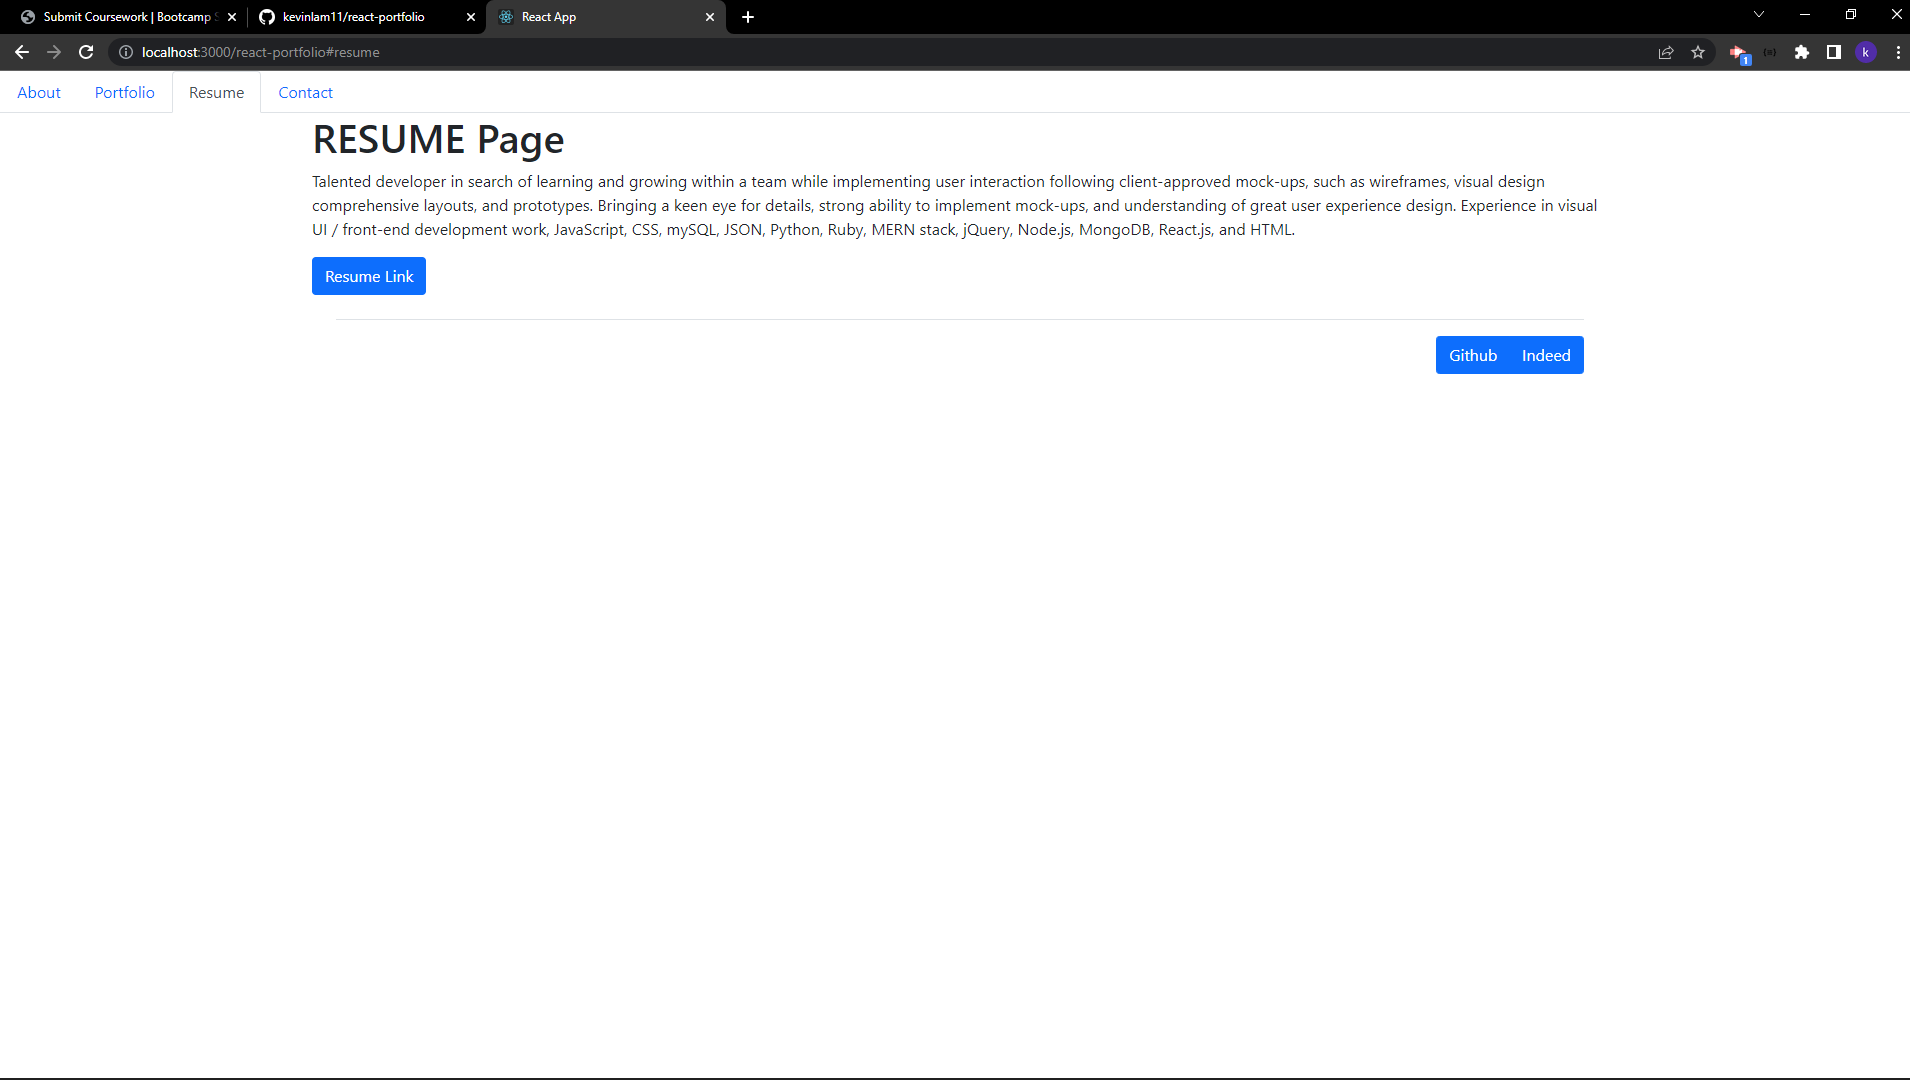 Submit Coursework | Bootcamp S
kevinlam11/react-portfolio
React App
localhost:3000/react-portfolio#resume
1
k
About
Portfolio
Resume
Contact
RESUME Page
Talented developer in search of learning and growing within a team while implementing user interaction following client-approved mock-ups, such as wireframes, visual design
comprehensive layouts, and prototypes. Bringing a keen eye for details, strong ability to implement mock-ups, and understanding of great user experience design. Experience in visual
UI / front-end development work, JavaScript, CSS, mySQL, JSON, Python, Ruby, MERN stack, jQuery, Node.js, MongoDB, React.js, and HTML.
Resume Link
Github
Indeed